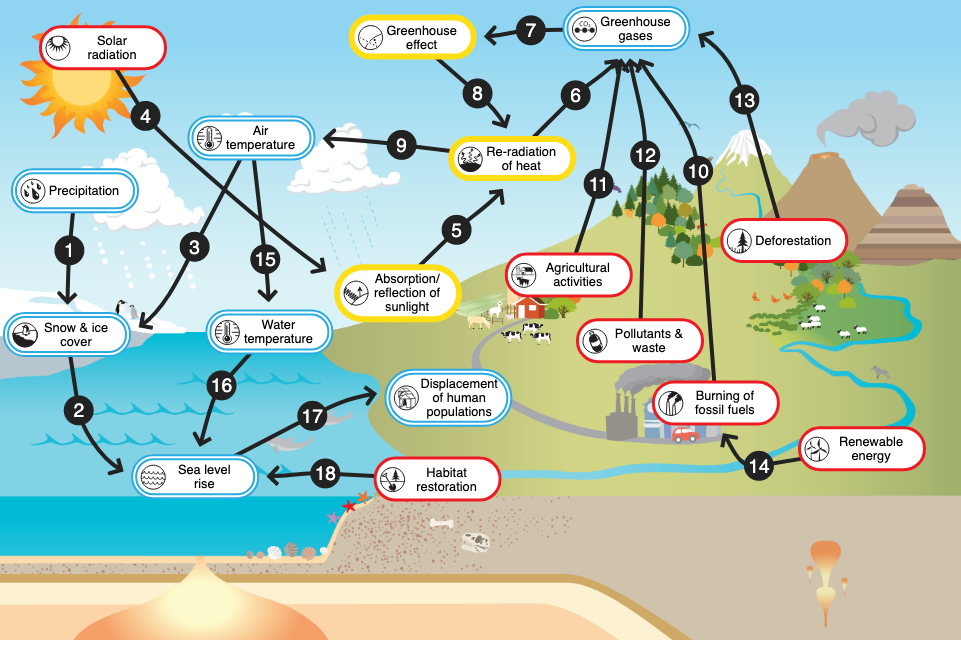 Solar
radiation
Greenhouse
effect
7
CO₂
Greenhouse
gases
4
8
6
13
Air
temperature
9
Re-radiation
of heat
12
10
11
Precipitation
1
3
15
5
Deforestation
Absorption/
reflection of
sunlight
Agricultural
activities
Snow & ice
cover
Water
temperature
Pollutants &
waste
16
2
17
Displacement
of human
populations
Burning of
fossil fuels
Renewable
energy
14
Sea level
rise
18
Habitat
restoration